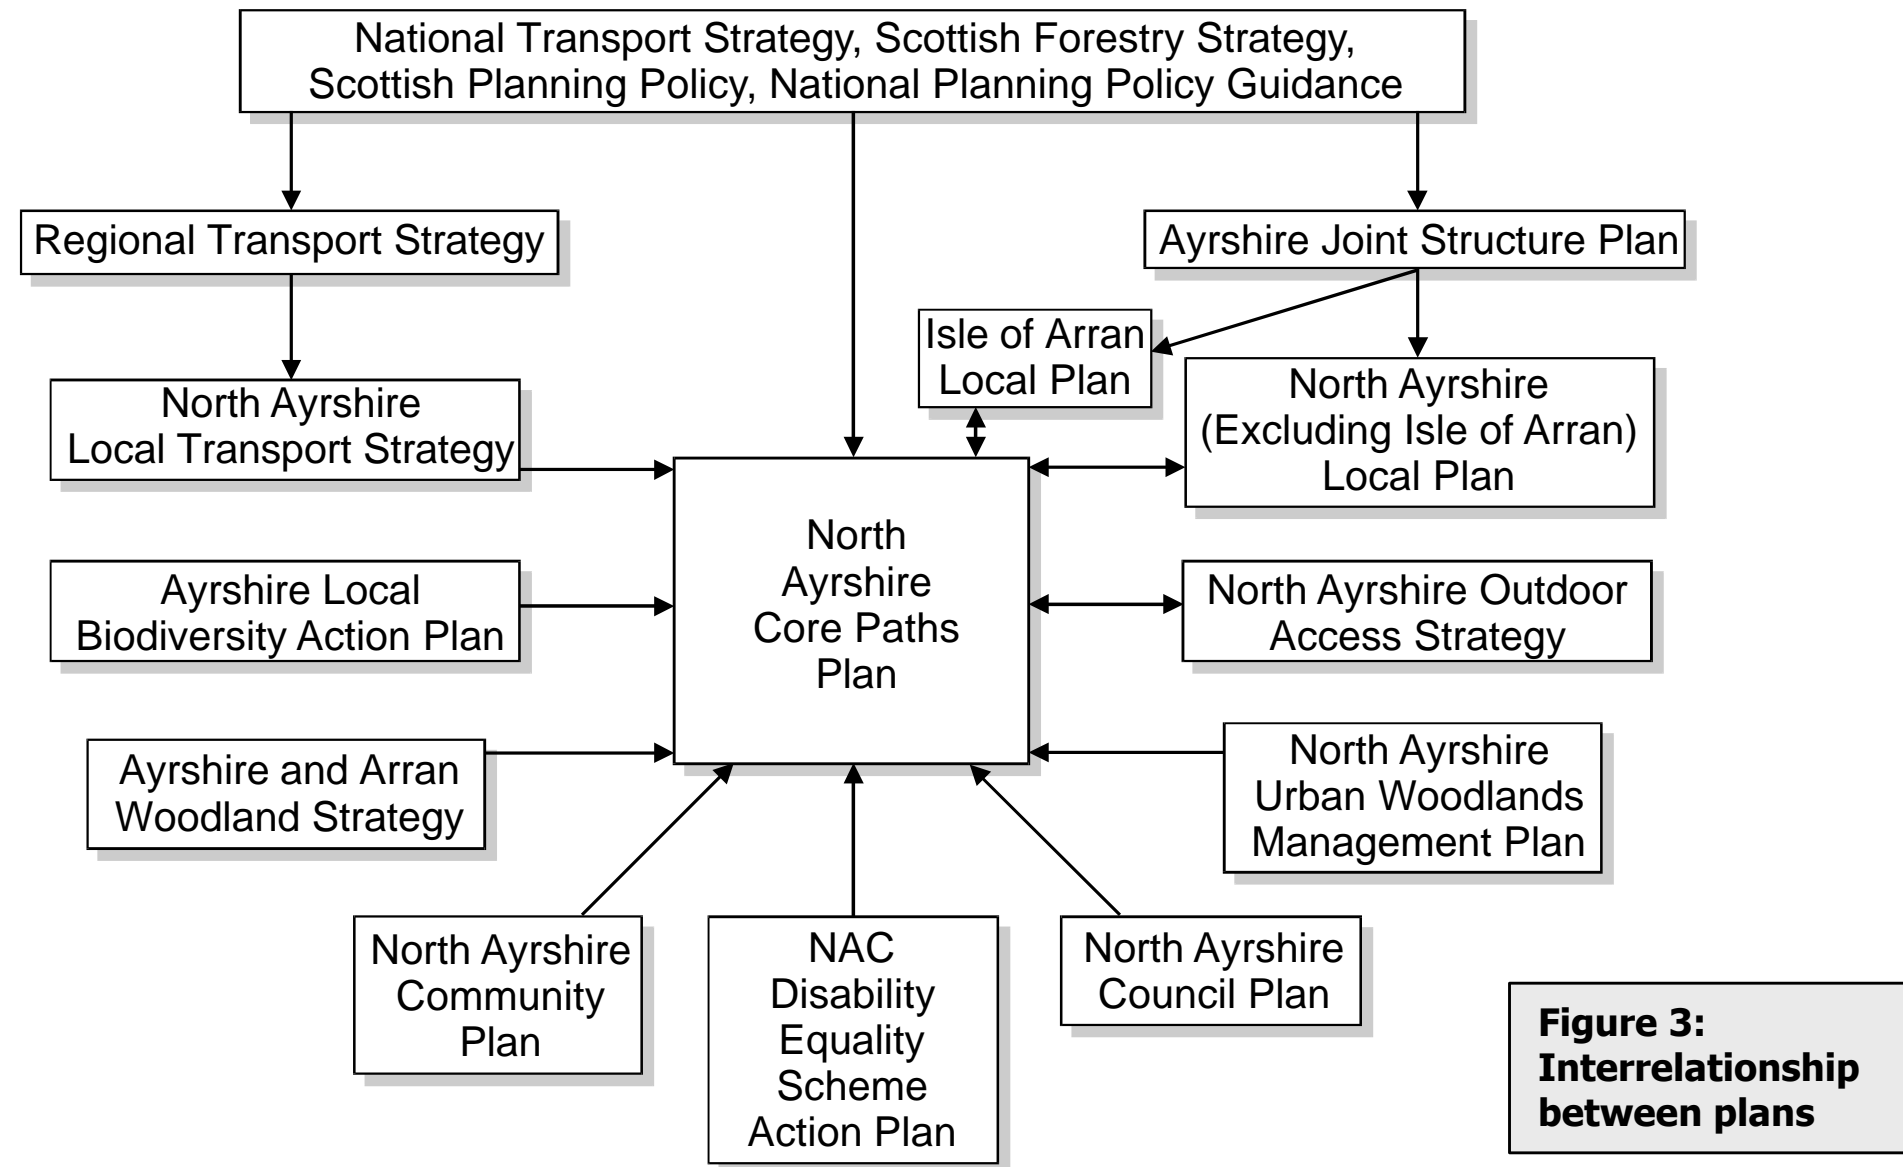 National Transport Strategy, Scottish Forestry Strategy,
Scottish Planning Policy, National Planning Policy Guidance
Regional Transport Strategy
Ayrshire Joint Structure Plan
Isle of Arran
Local Plan
North Ayrshire
Local Transport Strategy
North Ayrshire
(Excluding Isle of Arran)
Local Plan
North
Ayrshire
Core Paths
Plan
Ayrshire Local
Biodiversity Action Plan
North Ayrshire Outdoor
Access Strategy
Ayrshire and Arran
Woodland Strategy
North Ayrshire
Urban Woodlands
Management Plan
North Ayrshire
Community
Plan
NAC
Disability
Equality
Scheme
Action Plan
North Ayrshire
Council Plan
Figure 3:
Interrelationship
between plans